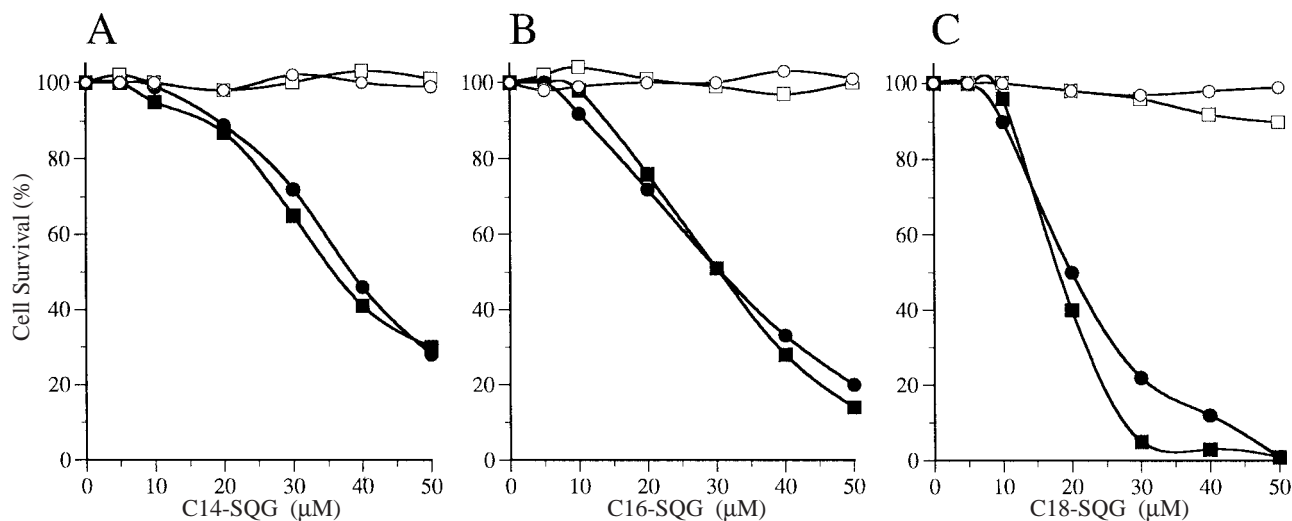 A B C
Cell Survival (%)
100 100 100
80 80 80
60 60 60
40 40 40
20 20 20
0 0 0
0 10 20 30 40 50 0 10 20 30 40 50 0 10 20 30 40 50
C14-SQG (μM) C16-SQG (μM) C18-SQG (μM)